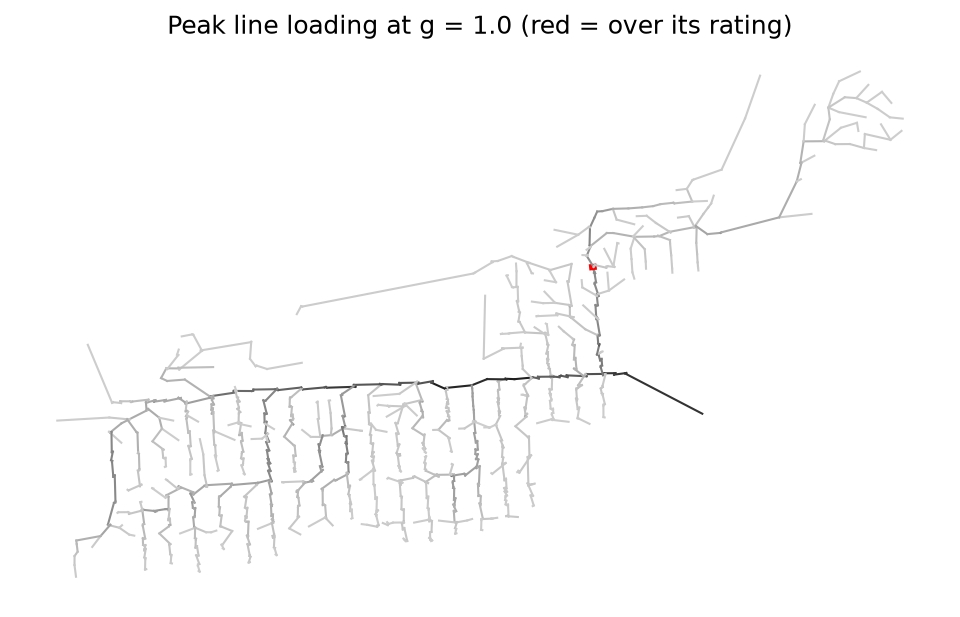 Peak line loading at g = 1.0 (red = over its rating)